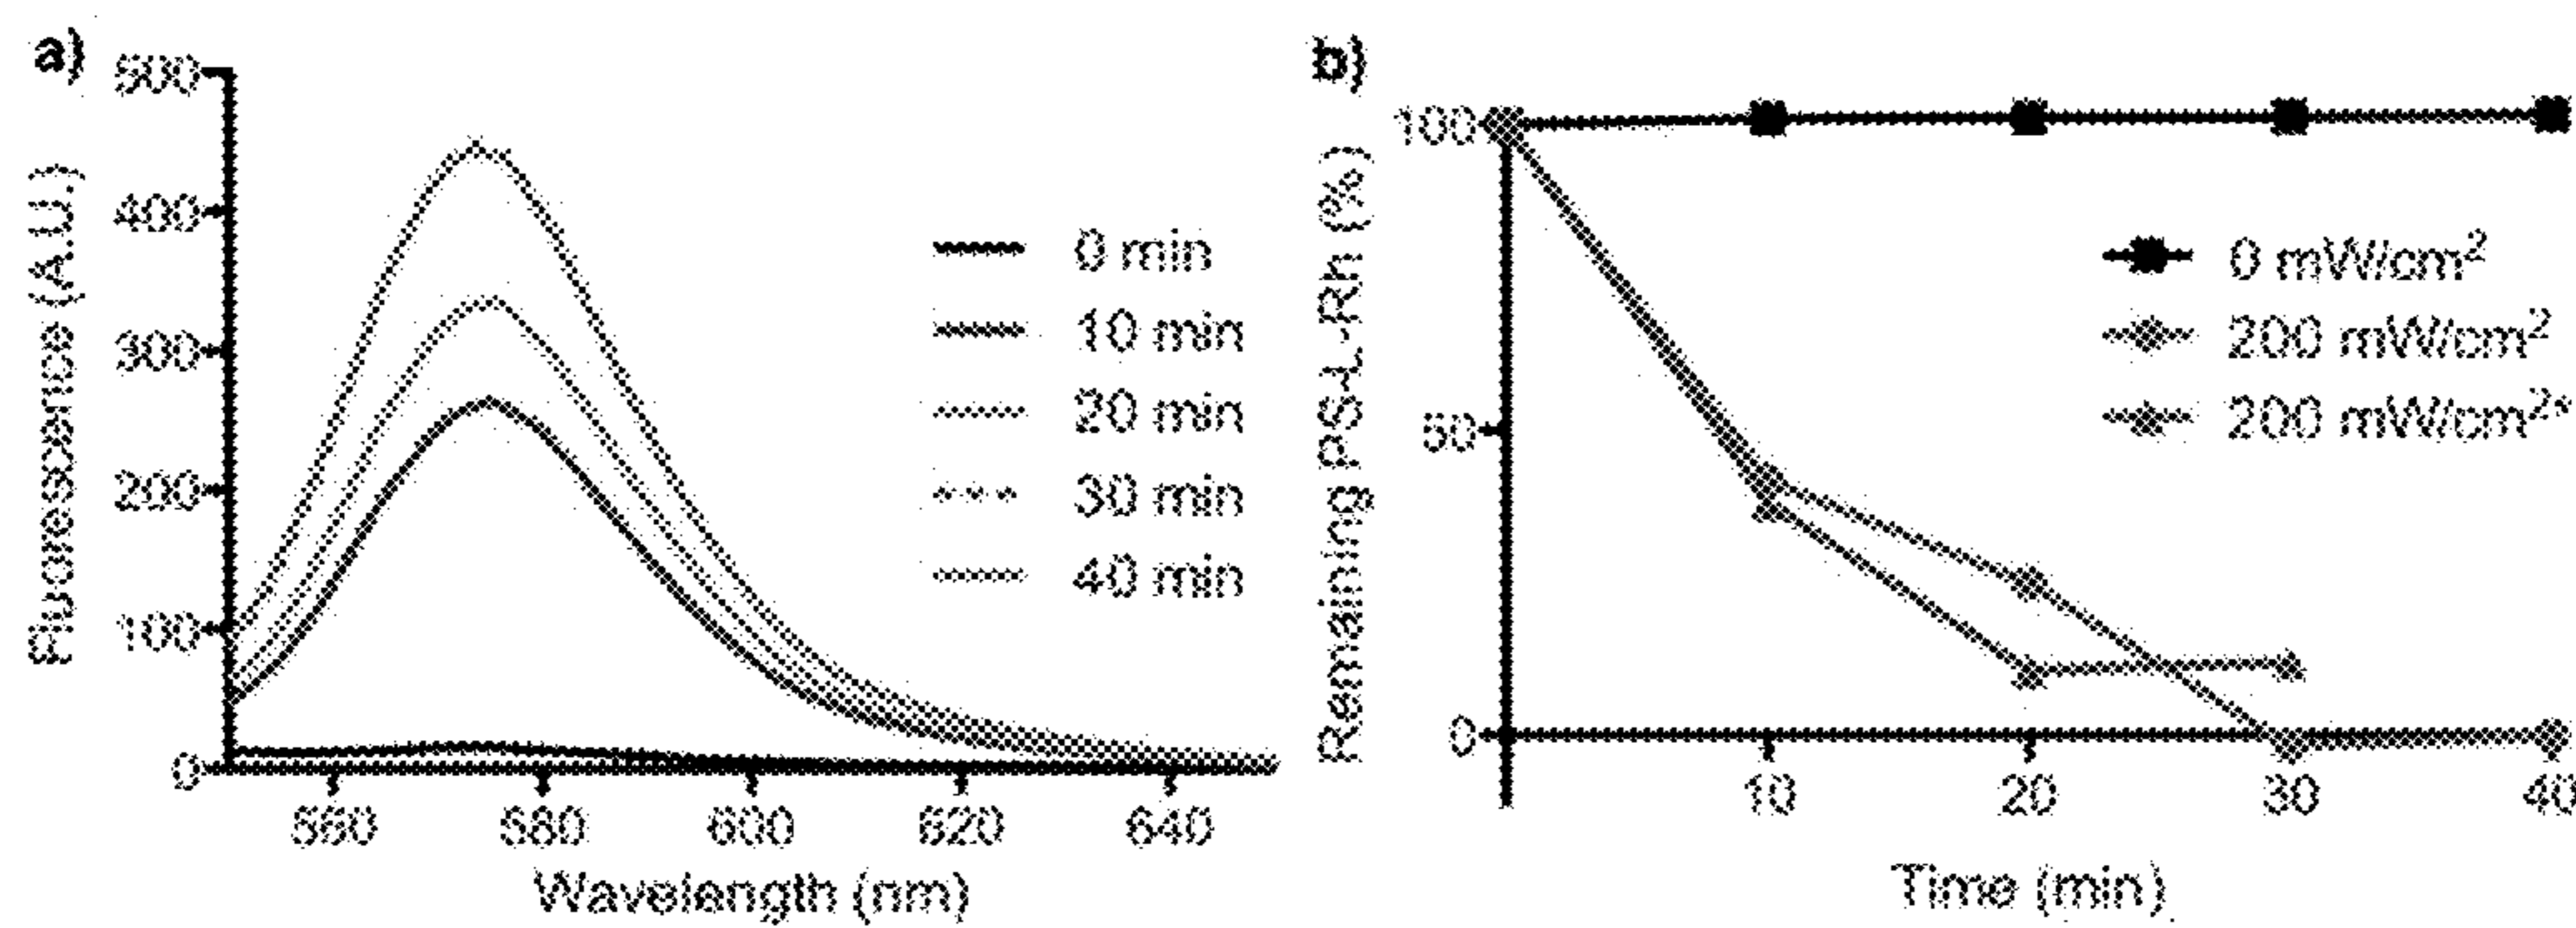 a)
500
400
300
200
100
0
Fluorescence (A.U.)
560
580
600
620
640
Wavelength (nm)
0 min
10 min
20 min
30 min
40 min
b)
100
50
0
Remaining PS-L-Rh (%)
10
20
30
40
Time (min)
0 mW/cm²
200 mW/cm²
200 mW/cm²*